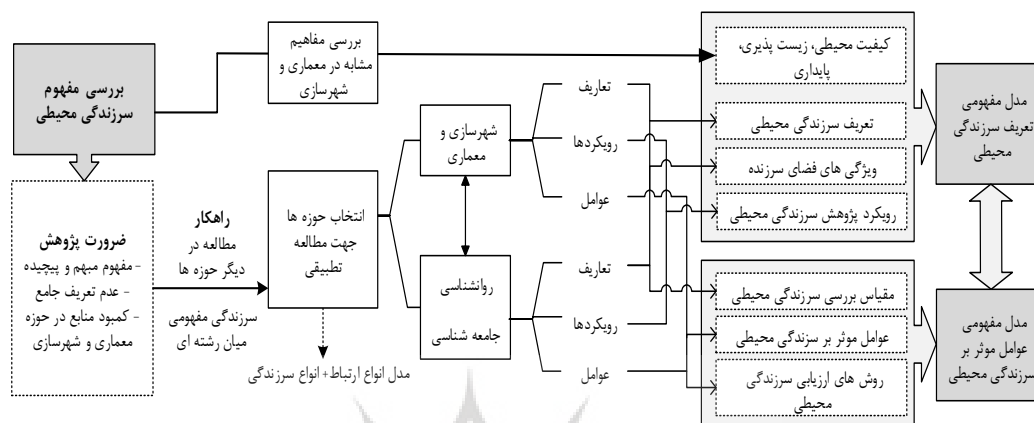 بررسی مفهوم
سرزندگی محیطی
ضرورت پژوهش
-مفهوم مبهم و پیچیده
- عدم تعریف جامع
- کمبود منابع در حوزه
معماری و شهرسازی
بررسی مفاهیم
مشابه در معماری و
شهرسازی
راهکار
مطالعه در
دیگر حوزه ها
سرزندگی مفهومی
میان رشته ای
انتخاب حوزه ها
جهت مطالعه
تطبیقی
مدل انواع ارتباط+ انواع سرزندگی
شهرسازی و
معماری
روانشناسی
جامعه شناسی
تعاریف
رویکردها
عوامل
تعاریف
رویکردها
عوامل
کیفیت محیطی، زیست پذیری،
پایداری
تعریف سرزندگی محیطی
ویژگی های فضای سرزنده
رویکرد پژوهش سرزندگی محیطی
مقیاس بررسی سرزندگی محیطی
عوامل موثر بر سزندگی محیطی
روش های ارزیابی سرزندگی
محیطی
مدل مفهومی
تعریف سرزندگی
محیطی
مدل مفهومی
عوامل موثر بر
سرزندگی محیطی